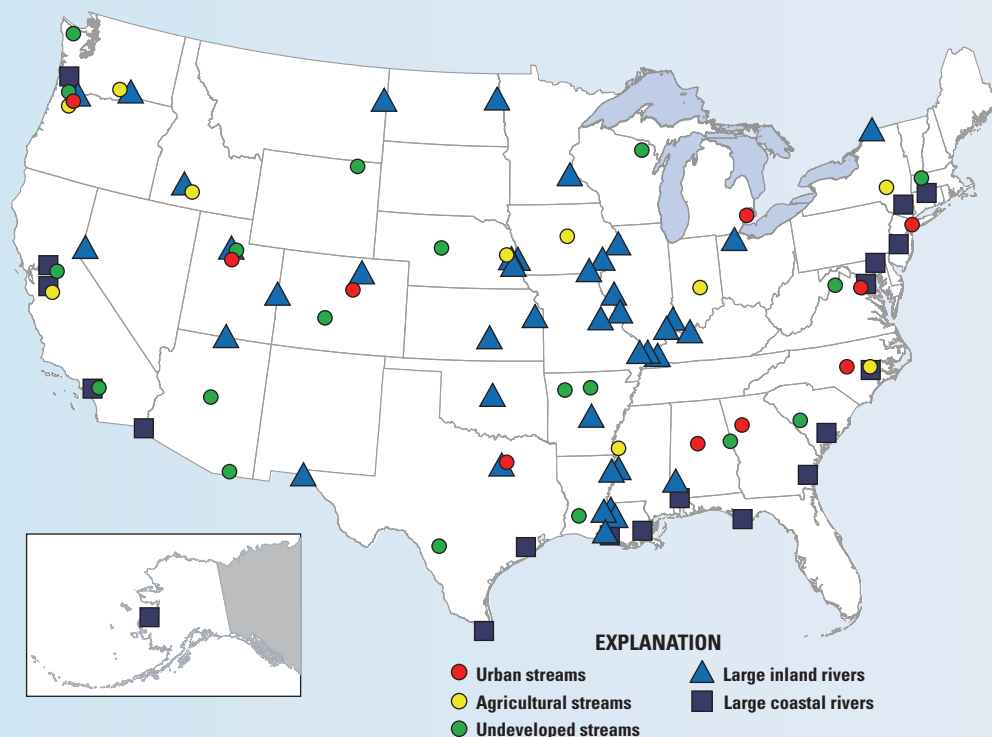 EXPLANATION
Urban streams
Agricultural streams
Undeveloped streams
Large inland rivers
Large coastal rivers